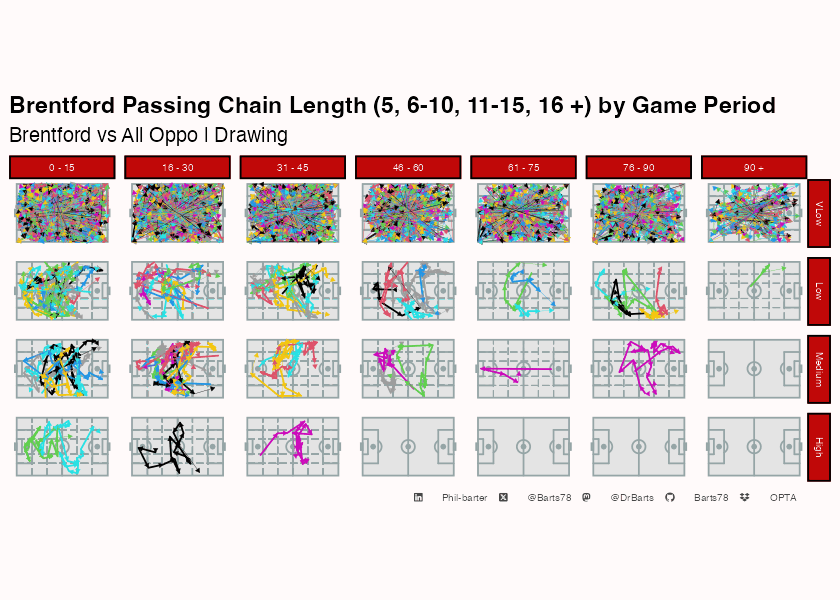 Brentford Passing Chain Length (5, 6-10, 11-15, 16 +) by Game Period
Brentford vs All Oppo I Drawing
0 - 15 16 - 30 31 - 45 46 - 60 61 - 75 76 - 90 90 +
VLow
Low
Medium
High
Phil-barter @Barts78 @DrBarts Barts78 OPTA